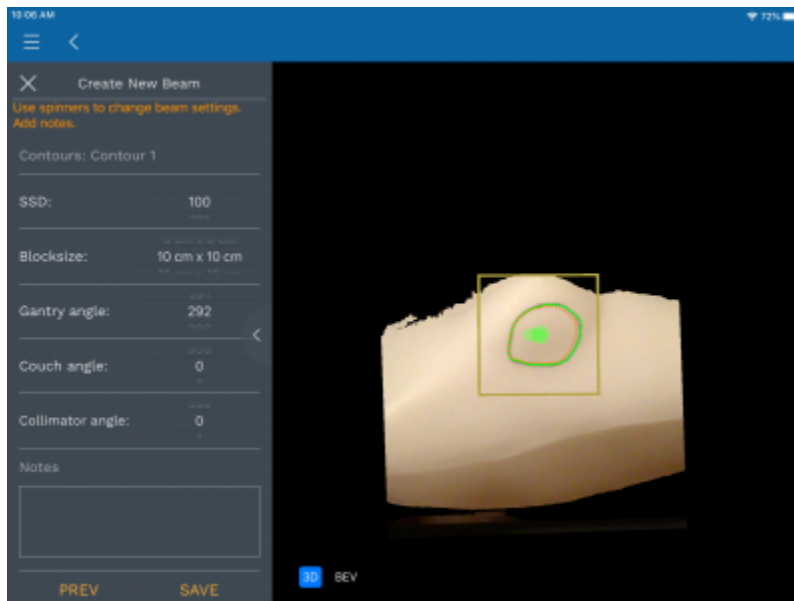 10:06 AM
72%
Create New Beam
Use spinners to change beam settings.
Add notes.
Contours: Contour 1
SSD:
100
Blocksize:
10 cm x 10 cm
Gantry angle:
292
Couch angle:
0
Collimator angle:
0
Notes
PREV
SAVE
3D
BEV